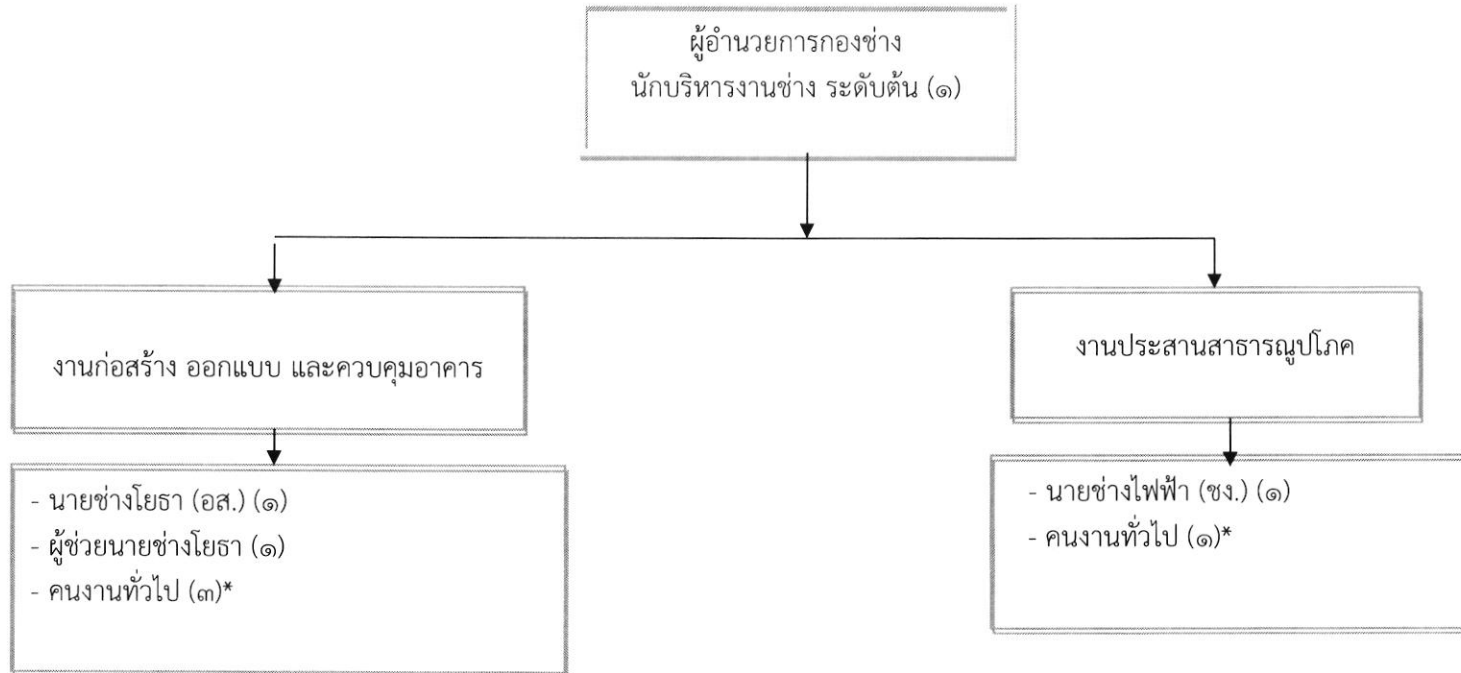 ผู้อำนวยการกองช่าง
นักบริหารงานช่าง ระดับต้น (๑)
งานก่อสร้าง ออกแบบ และควบคุมอาคาร
งานประสานสาธารณูปโภค
- นายช่างโยธา (อส.) (๑)
- ผู้ช่วยนายช่างโยธา (๑)
- คนงานทั่วไป (๓)*
- นายช่างไฟฟ้า (ชง.) (๑)
- คนงานทั่วไป (๑)*